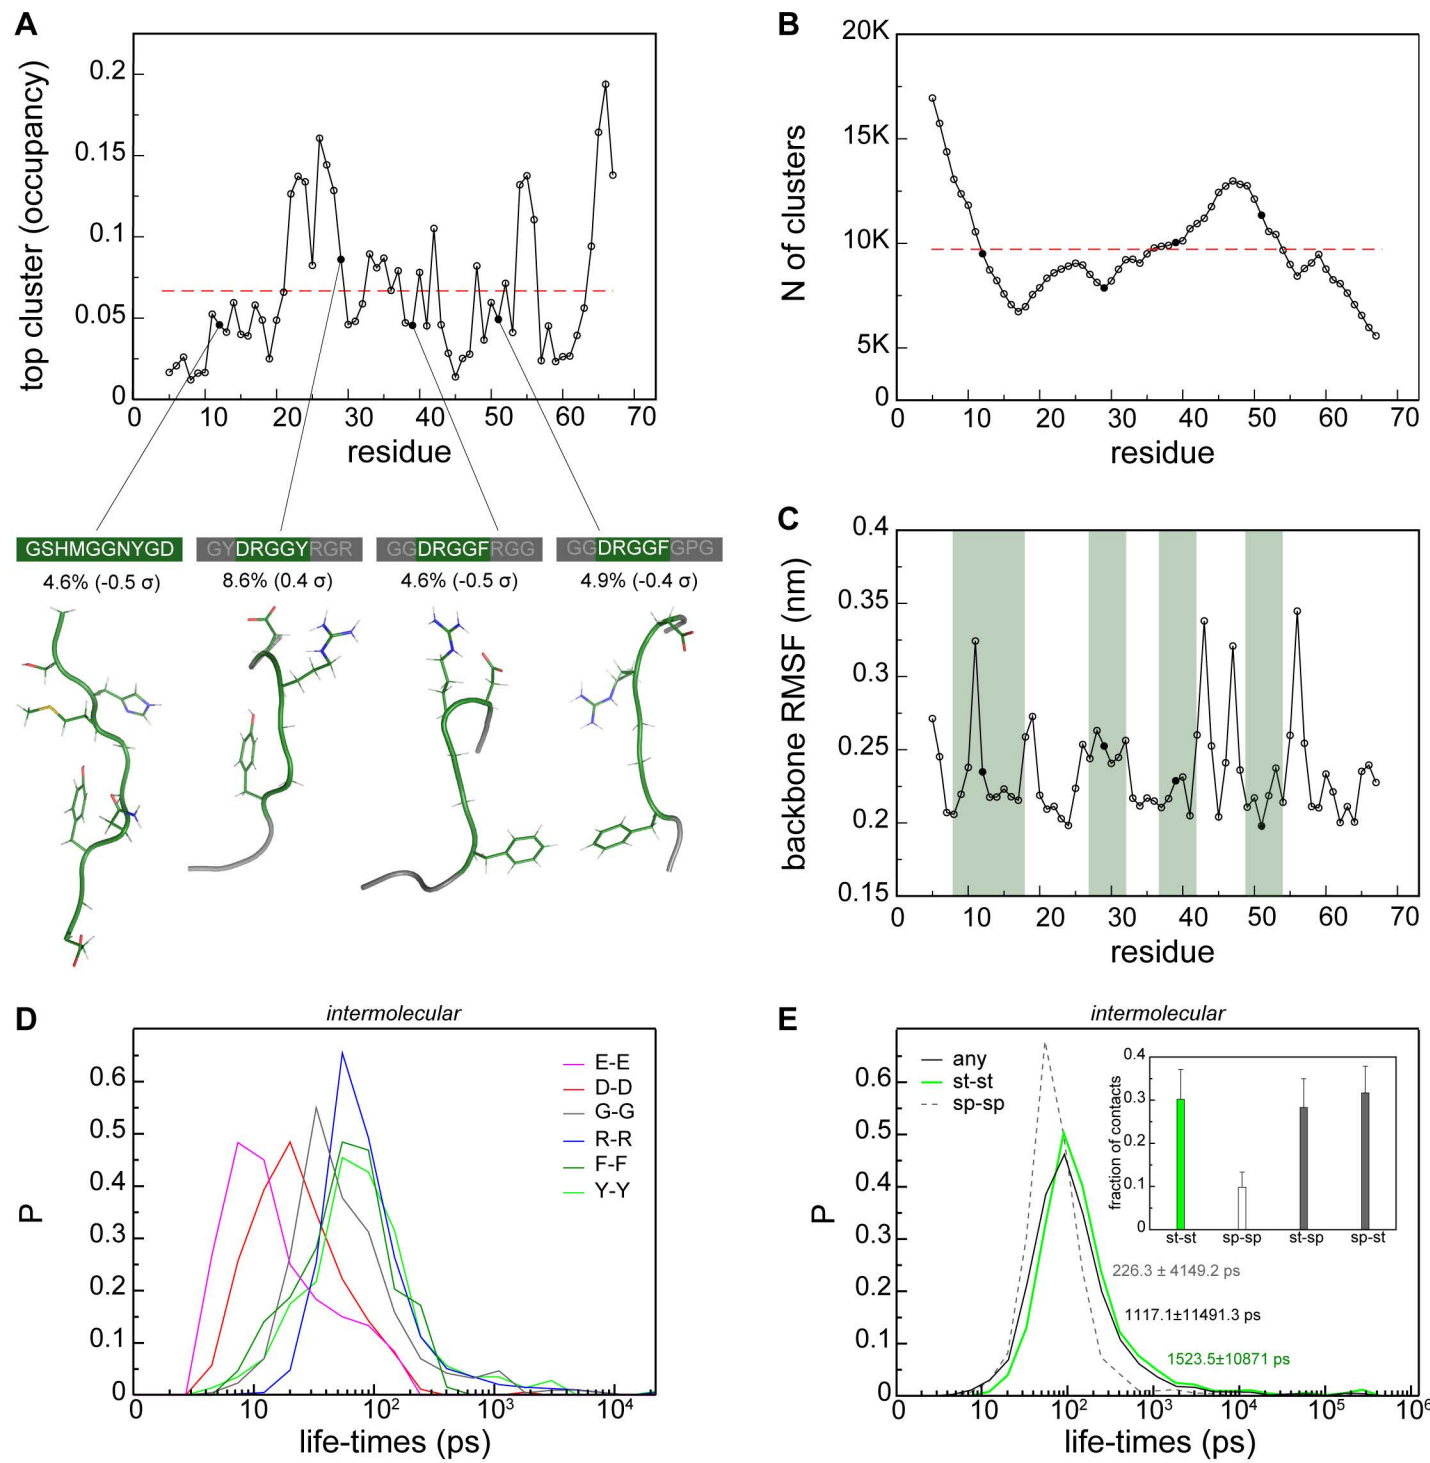 A
top cluster (occupancy)
0.2
0.15
0.1
0.05
0
0 10 20 30 40 50 60 70
residue
GSHMGGNYGD
4.6% (-0.5 σ)
GYDRGGYRGR
8.6% (0.4 σ)
GGDRGGFRGG
4.6% (-0.5 σ)
GGDRGGFGPG
4.9% (-0.4 σ)
B
N of clusters
20K
15K
10K
5K
0
0 10 20 30 40 50 60 70
residue
C
backbone RMSF (nm)
0.4
0.35
0.3
0.25
0.2
0.15
0 10 20 30 40 50 60 70
residue
D
intermolecular
P
0.6
0.5
0.4
0.3
0.2
0.1
0
E-E
D-D
G-G
R-R
F-F
Y-Y
0 10 10² 10³ 10⁴
life-times (ps)
E
intermolecular
P
0.6
0.5
0.4
0.3
0.2
0.1
0
any
st-st
sp-sp
fraction of contacts
0.4
0.3
0.2
0.1
0
st-st sp-sp st-sp sp-st
226.3 ± 4149.2 ps
1117.1±11491.3 ps
1523.5±10871 ps
0 10 10² 10³ 10⁴ 10⁵ 10⁶
life-times (ps)